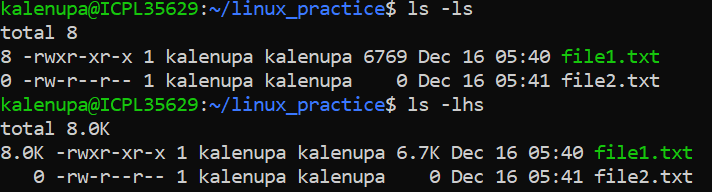 kalenupa@ICPL35629:~/linux_practice$ ls -ls
total 8
8 -rwxr-xr-x 1 kalenupa kalenupa 6769 Dec 16 05:40 file1.txt
0 -rw-r--r-- 1 kalenupa kalenupa    0 Dec 16 05:41 file2.txt
kalenupa@ICPL35629:~/linux_practice$ ls -lhs
total 8.0K
8.0K -rwxr-xr-x 1 kalenupa kalenupa 6.7K Dec 16 05:40 file1.txt
   0 -rw-r--r-- 1 kalenupa kalenupa    0 Dec 16 05:41 file2.txt